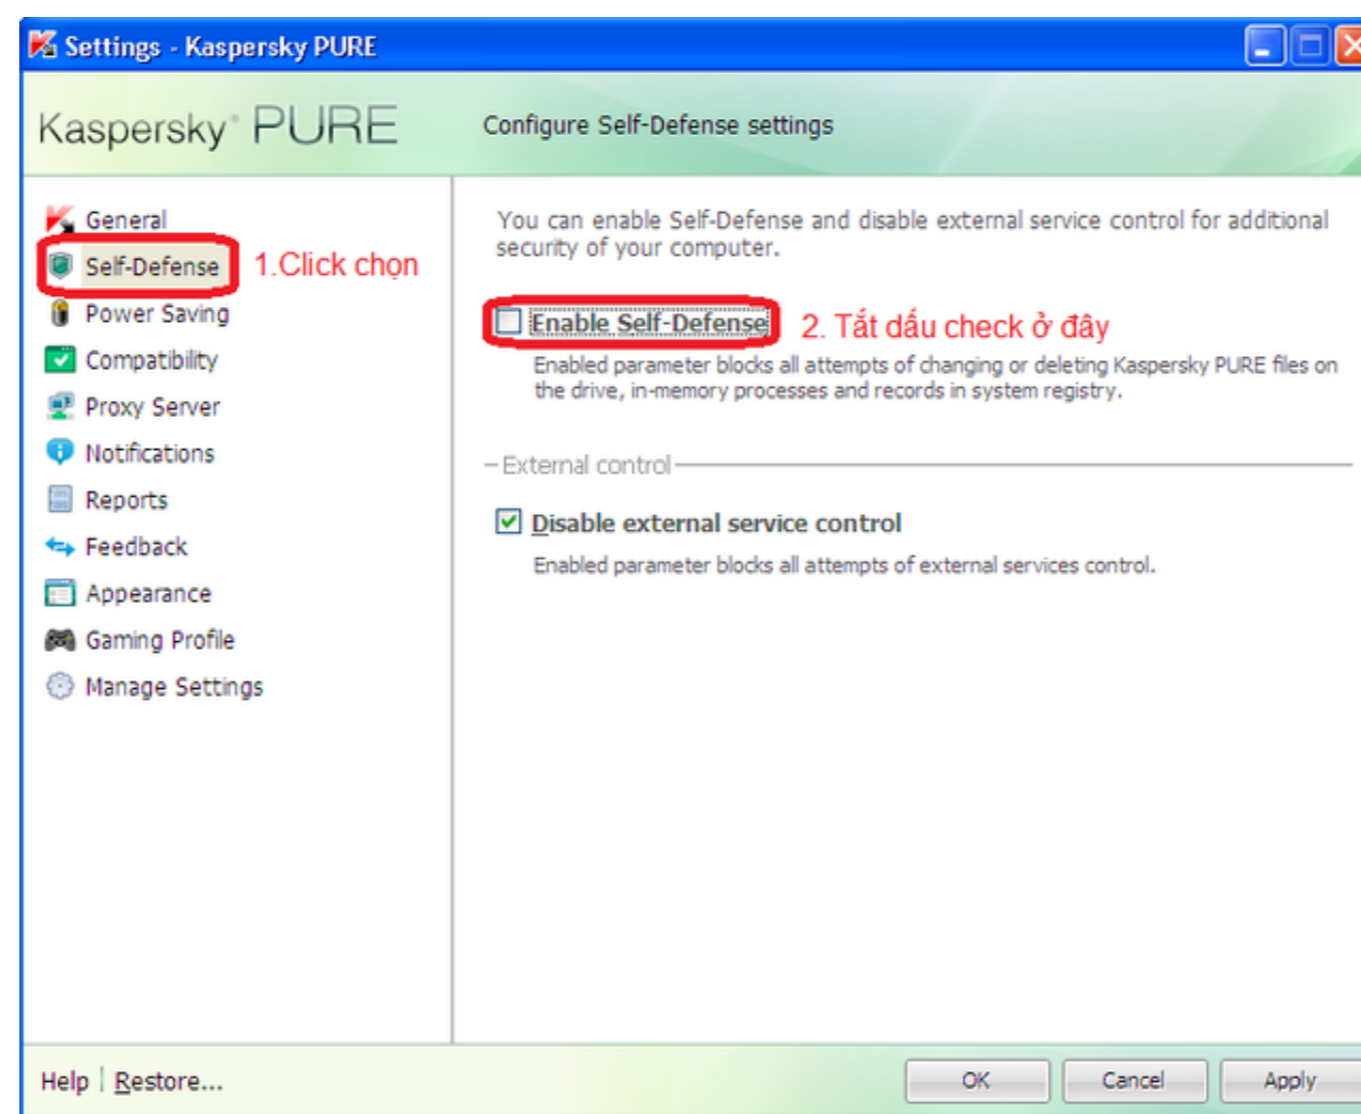 Settings - Kaspersky PURE
Kaspersky PURE
Configure Self-Defense settings
General
Self-Defense
1.Click chọn
Power Saving
Compatibility
Proxy Server
Notifications
Reports
Feedback
Appearance
Gaming Profile
Manage Settings
You can enable Self-Defense and disable external service control for additional
security of your computer.
Enable Self-Defense
2. Tắt dấu check ở đây
Enabled parameter blocks all attempts of changing or deleting Kaspersky PURE files on
the drive, in-memory processes and records in system registry.
External control
Disable external service control
Enabled parameter blocks all attempts of external services control.
Help | Restore...
OK
Cancel
Apply